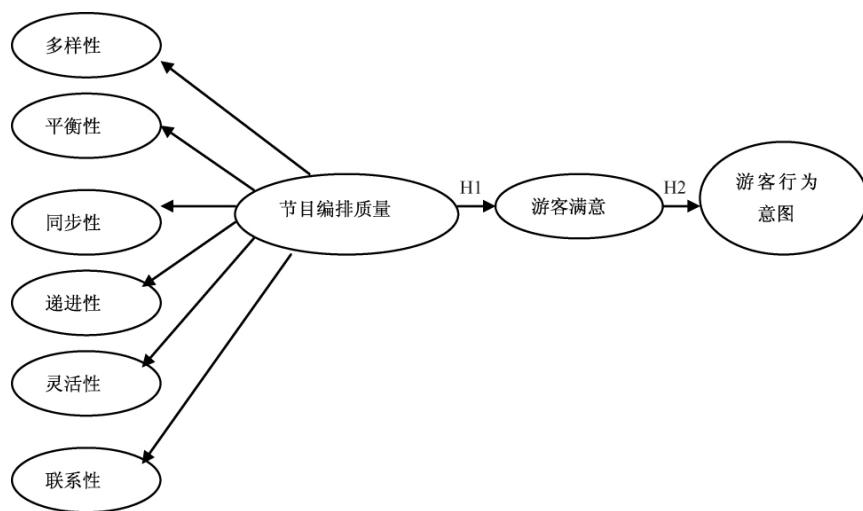 多样性
平衡性
同步性
递进性
灵活性
联系性
节目编排质量
H1
游客满意
H2
游客行为
意图